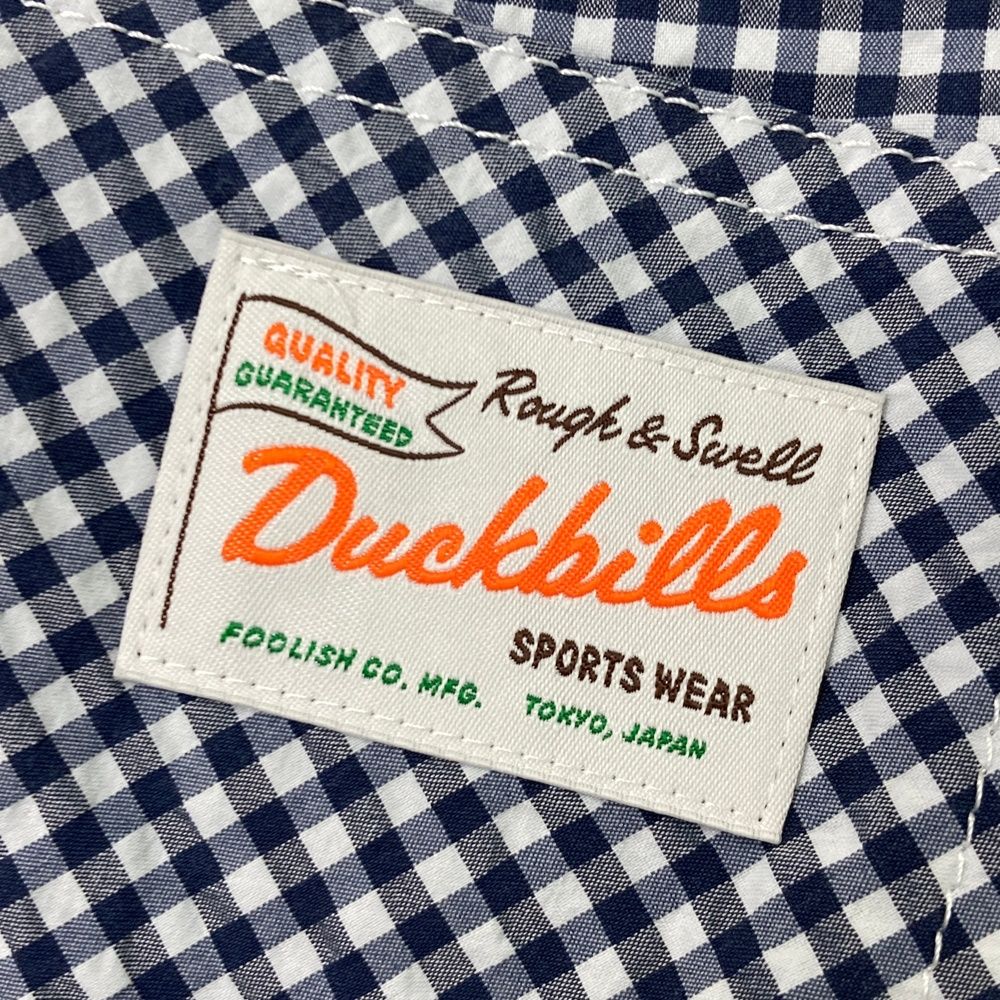 QUALITY
GUARANTEED
Rough & Swell
Duckbills
SPORTS WEAR
FOOLISH CO. MFG. TOKYO, JAPAN